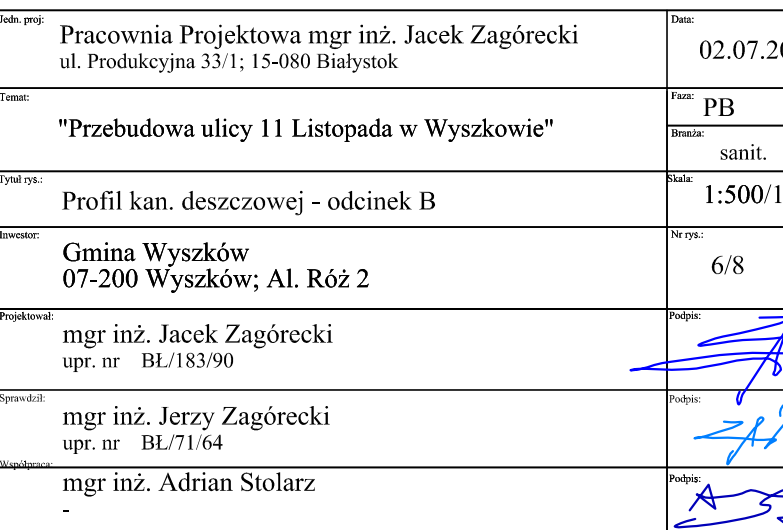 Jedn. proj:
Pracownia Projektowa mgr inż. Jacek Zagórecki
ul. Produkcyjna 33/1; 15-080 Białystok
Data:
02.07.20
Temat:
"Przebudowa ulicy 11 Listopada w Wyszkowie"
Faza:
PB
Branża:
sanit.
Tytuł rys.:
Profil kan. deszczowej - odcinek B
Skala:
1:500/1
Inwestor:
Gmina Wyszków
07-200 Wyszków; Al. Róż 2
Nr rys.:
6/8
Projektował:
mgr inż. Jacek Zagórecki
upr. nr BŁ/183/90
Podpis:
Sprawdził:
mgr inż. Jerzy Zagórecki
upr. nr BŁ/71/64
Podpis:
Współpraca:
mgr inż. Adrian Stolarz
-
Podpis: